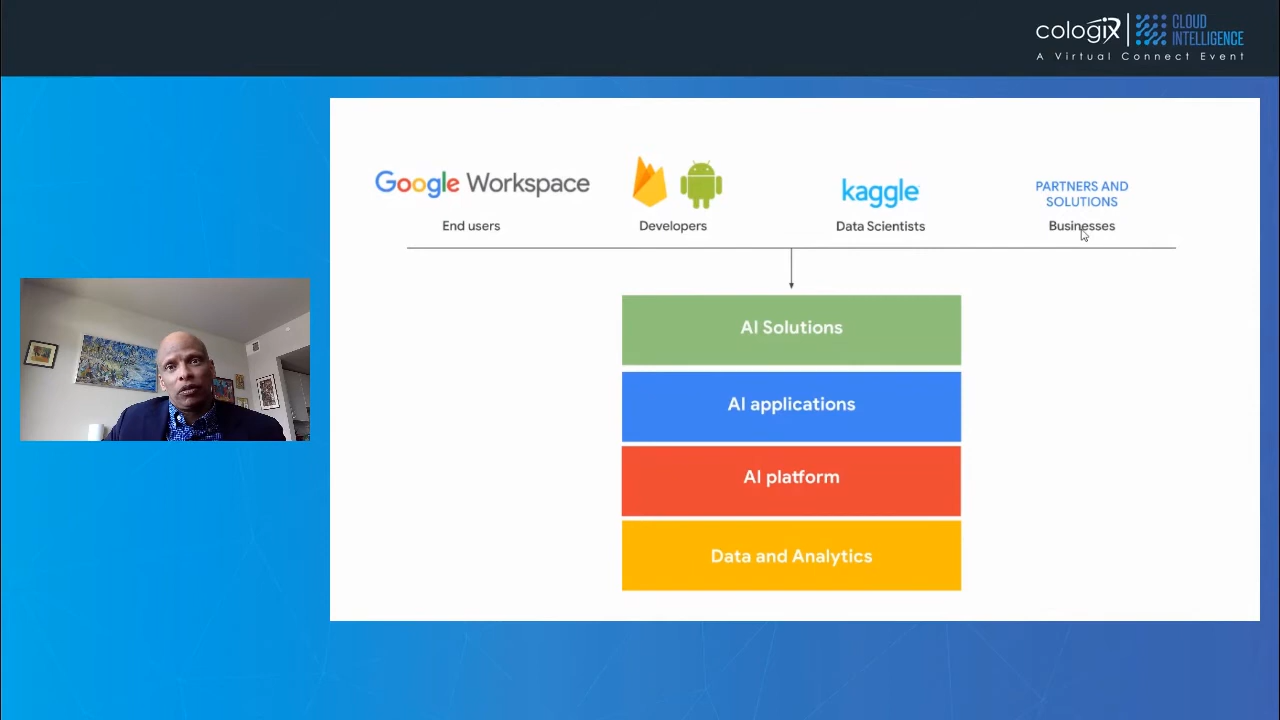 cologix
CLOUD
INTELLIGENCE
A Virtual Connect Event
Google Workspace
kaggle
PARTNERS AND
SOLUTIONS
End users
Developers
Data Scientists
Businesses
AI Solutions
AI applications
AI platform
Data and Analytics